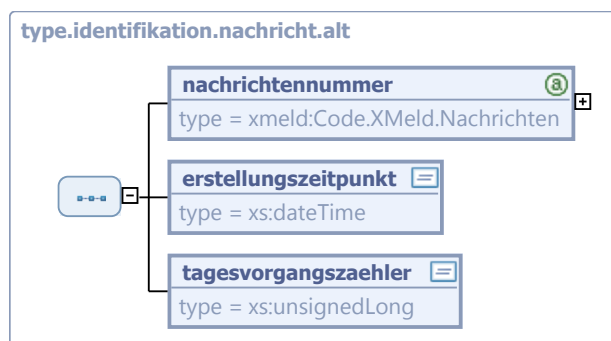 type.identifikation.nachricht.alt
nachrichtennummer
type = xmeld:Code.XMeld.Nachrichten
erstellungszeitpunkt
type = xs:dateTime
tagesvorgangszaehler
type = xs:unsignedLong